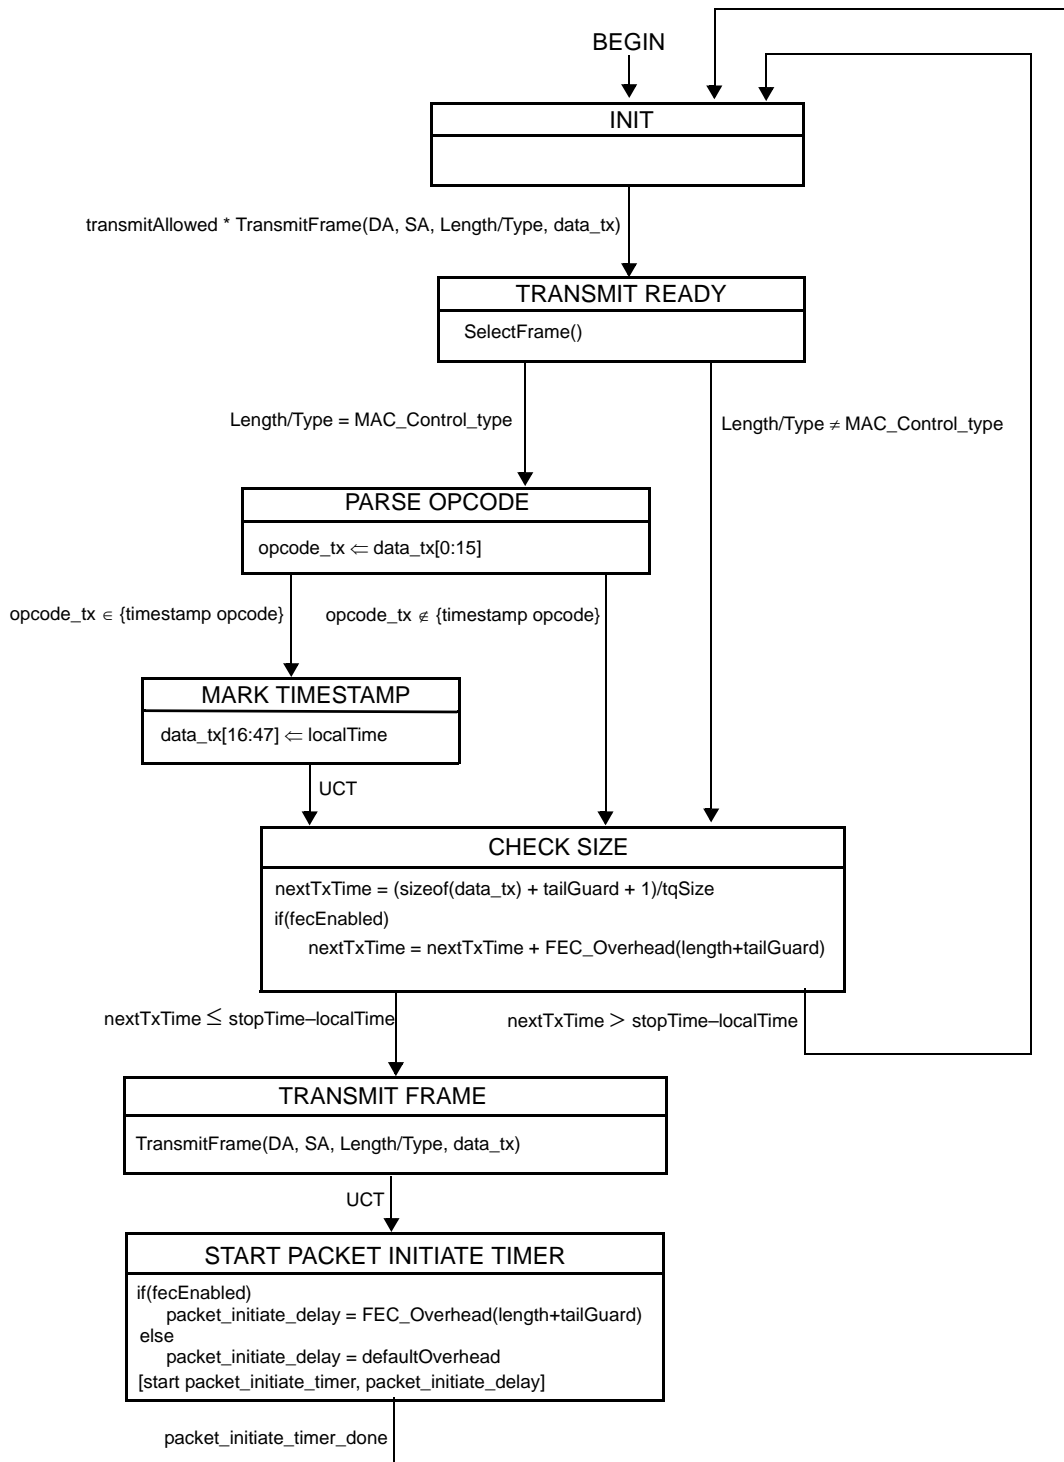 BEGIN
INIT
transmitAllowed * TransmitFrame(DA, SA, Length/Type, data_tx)
TRANSMIT READY
SelectFrame()
Length/Type = MAC_Control_type
Length/Type ≠ MAC_Control_type
PARSE OPCODE
opcode_tx ⇐ data_tx[0:15]
opcode_tx ∈ {timestamp opcode}
opcode_tx ∉ {timestamp opcode}
MARK TIMESTAMP
data_tx[16:47] ⇐ localTime
UCT
CHECK SIZE
nextTxTime = (sizeof(data_tx) + tailGuard + 1)/tqSize
if(fecEnabled)
nextTxTime = nextTxTime + FEC_Overhead(length+tailGuard)
nextTxTime ≤ stopTime–localTime
nextTxTime > stopTime–localTime
TRANSMIT FRAME
TransmitFrame(DA, SA, Length/Type, data_tx)
UCT
START PACKET INITIATE TIMER
if(fecEnabled)
packet_initiate_delay = FEC_Overhead(length+tailGuard)
else
packet_initiate_delay = defaultOverhead
[start packet_initiate_timer, packet_initiate_delay]
packet_initiate_timer_done